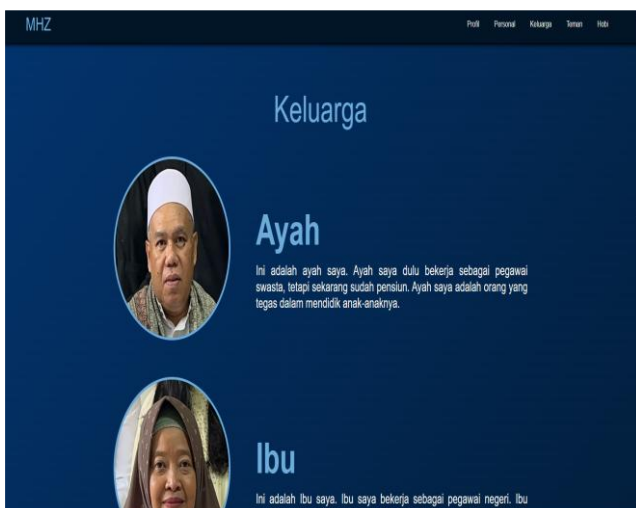 MHZ
Profil Personal Keluarga Teman Hobi
Keluarga
Ayah
Ini adalah ayah saya. Ayah saya dulu bekerja sebagai pegawai
swasta, tetapi sekarang sudah pensiun. Ayah saya adalah orang yang
tegas dalam mendidik anak-anaknya.
Ibu
Ini adalah Ibu saya. Ibu saya bekerja sebagai pegawai negeri. Ibu